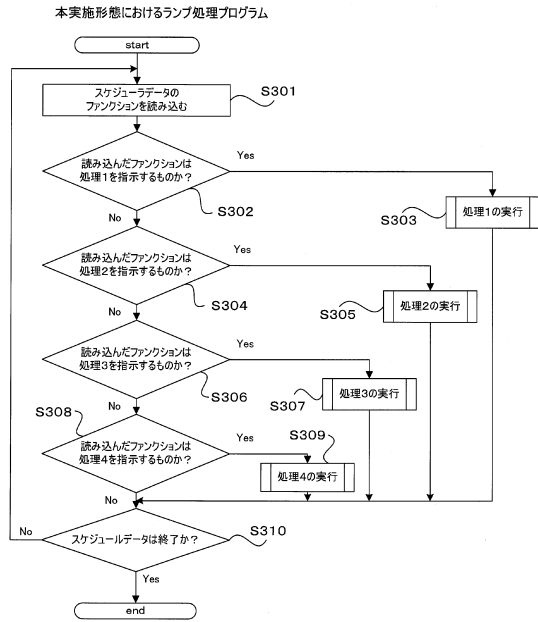 本実施形態におけるランプ処理プログラム
start
スケジューラデータの
ファンクションを読み込む
S301
読み込んだファンクションは
処理1を指示するものか?
Yes
No
S302
処理1の実行
S303
読み込んだファンクションは
処理2を指示するものか?
Yes
No
S304
処理2の実行
S305
読み込んだファンクションは
処理3を指示するものか?
Yes
No
S306
処理3の実行
S307
S308
読み込んだファンクションは
処理4を指示するものか?
Yes
No
S309
処理4の実行
スケジュールデータは終了か?
No
S310
Yes
end